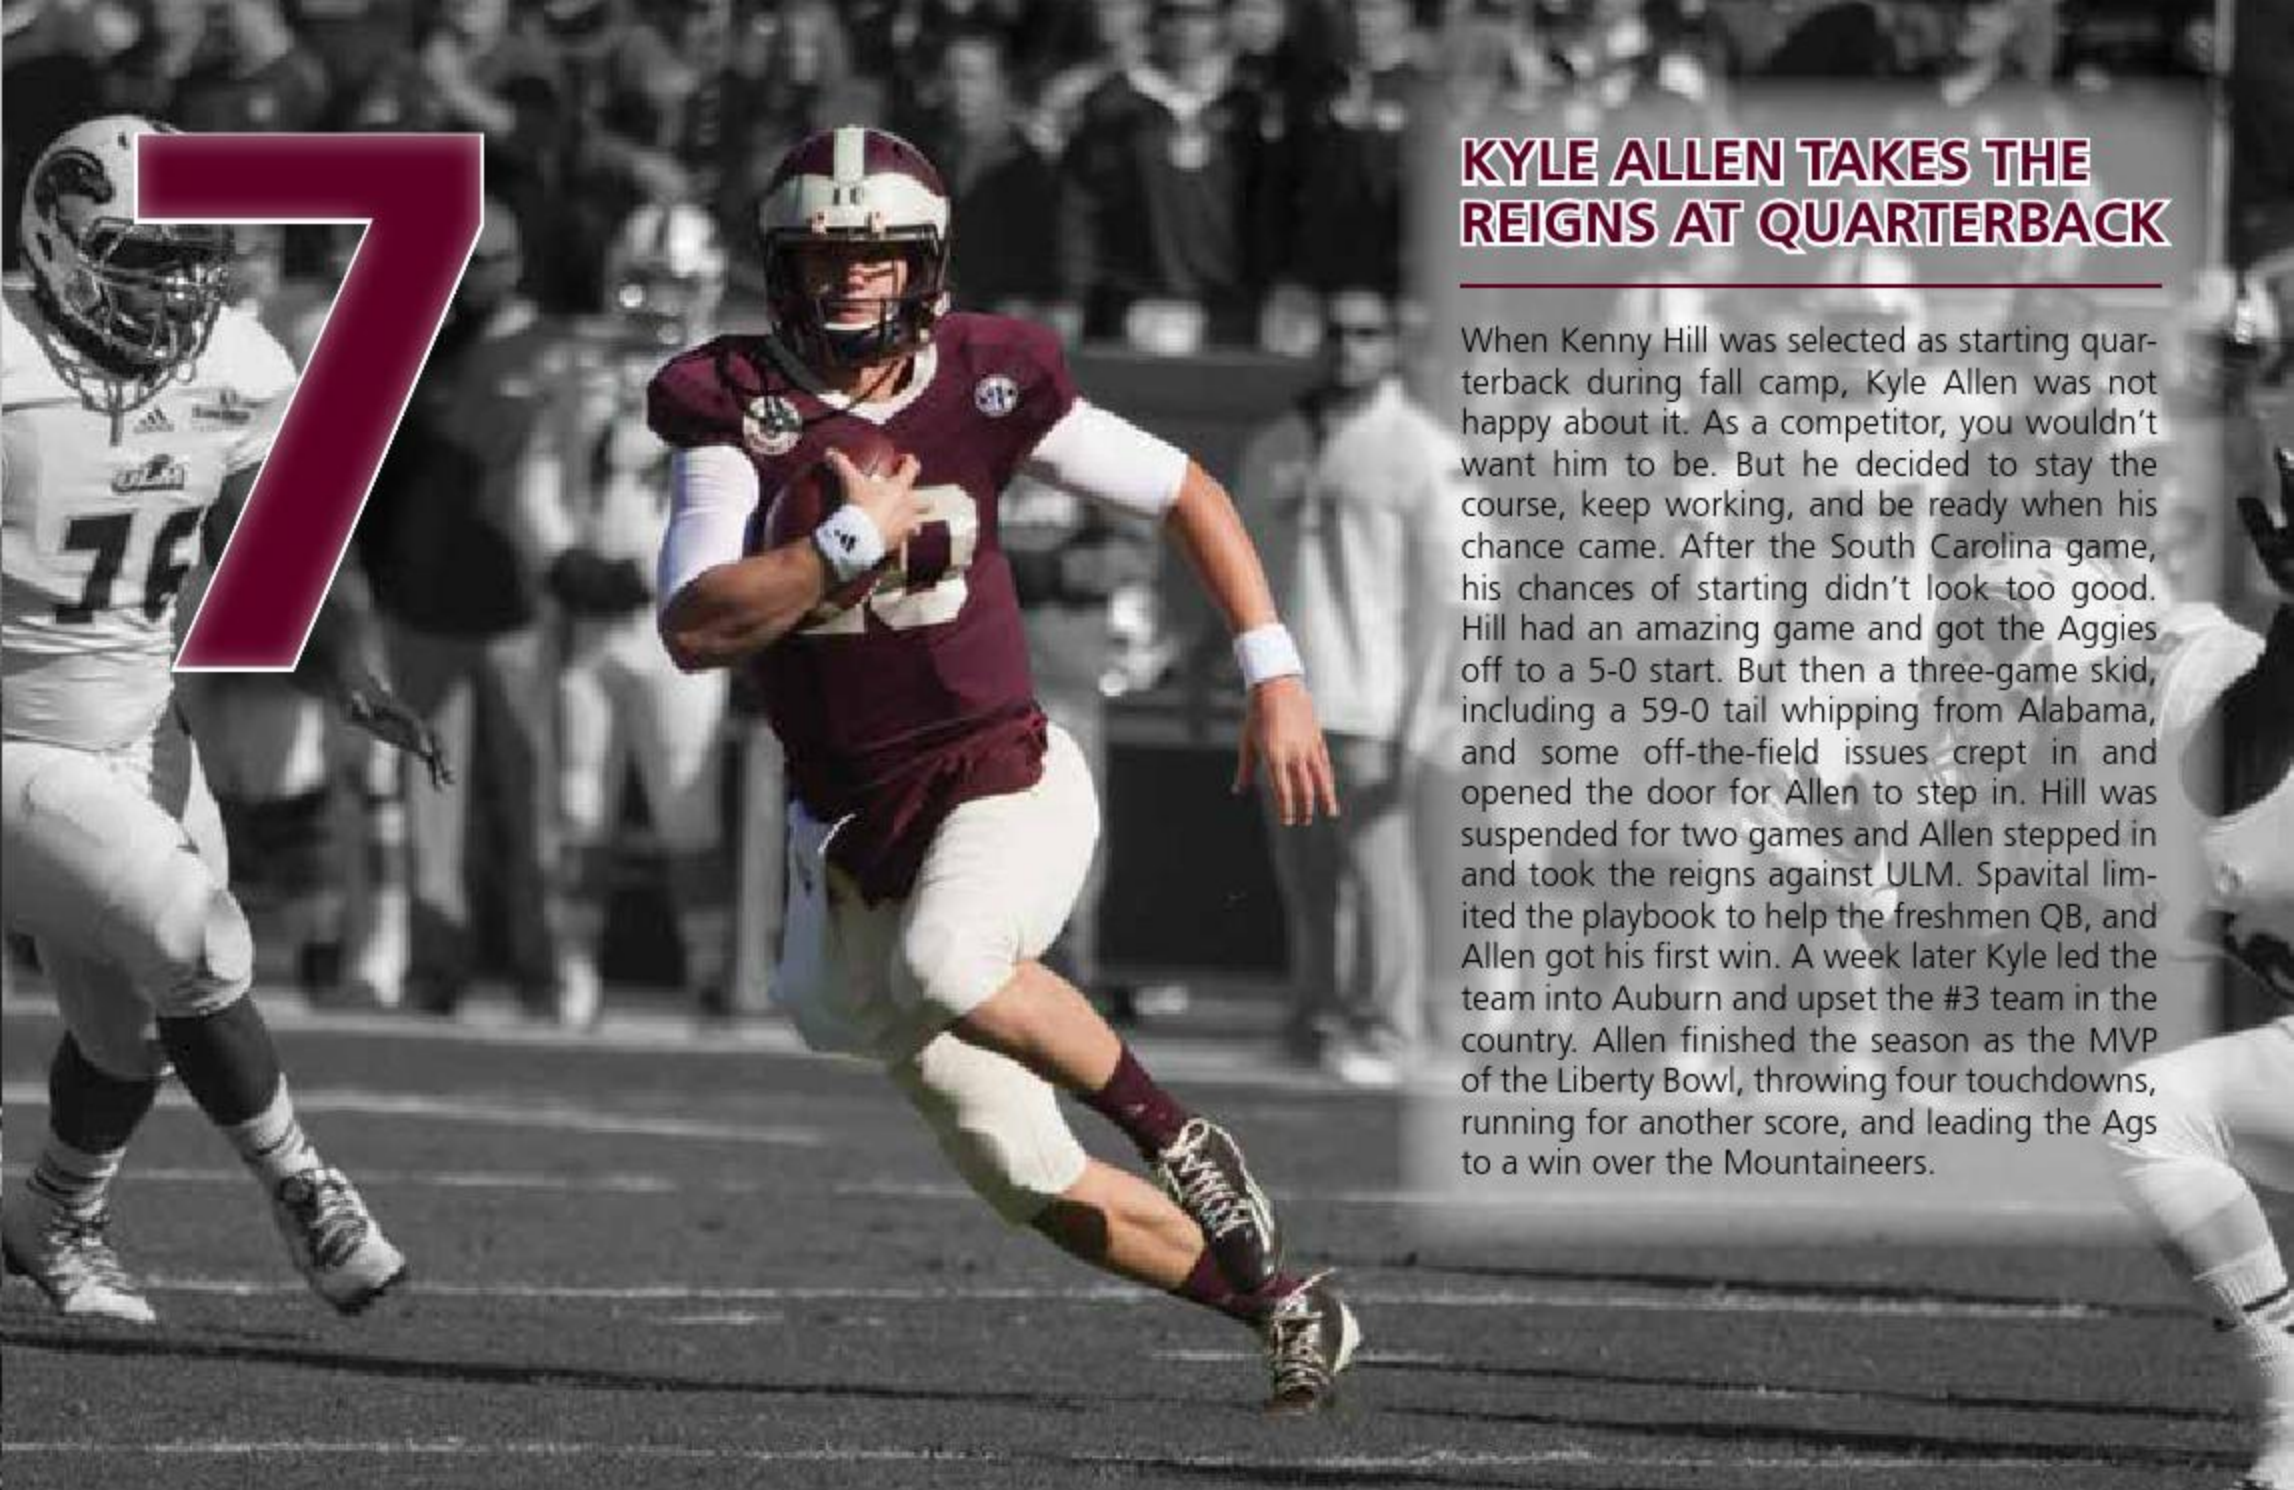 7
KYLE ALLEN TAKES THE
REIGNS AT QUARTERBACK
When Kenny Hill was selected as starting quar-
terback during fall camp, Kyle Allen was not
happy about it. As a competitor, you wouldn't
want him to be. But he decided to stay the
course, keep working, and be ready when his
chance came. After the South Carolina game,
his chances of starting didn't look too good.
Hill had an amazing game and got the Aggies
off to a 5-0 start. But then a three-game skid,
including a 59-0 tail whipping from Alabama,
and some off-the-field issues crept in and
opened the door for Allen to step in. Hill was
suspended for two games and Allen stepped in
and took the reigns against ULM. Spavital lim-
ited the playbook to help the freshmen QB, and
Allen got his first win. A week later Kyle led the
team into Auburn and upset the #3 team in the
country. Allen finished the season as the MVP
of the Liberty Bowl, throwing four touchdowns,
running for another score, and leading the Ags
to a win over the Mountaineers.
ULM
76
10